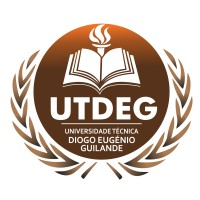 UTDEG
UNIVERSIDADE TÉCNICA
DIOGO EUGÉNIO
GUILANDE